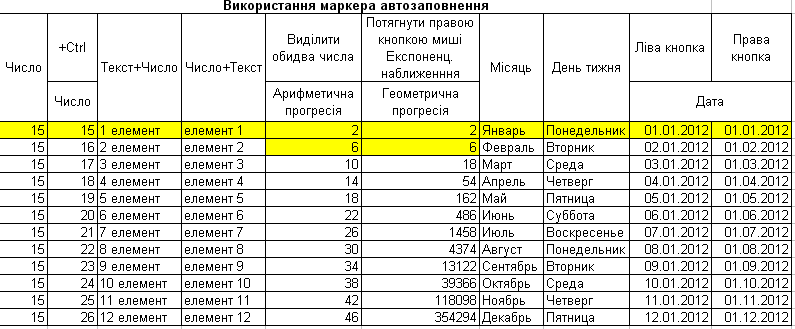 Використання маркера автозаповнення
Число +Ctrl Текст+Число Число+Текст Виділити обидва числа Потягнути правою кнопкою миші Експоненц. наближенння Місяць День тижня Ліва кнопка Права кнопка
Число Арифметична прогресія Геометрична прогресія Дата
15 15 1 елемент елемент 1 2 2 Январь Понедельник 01.01.2012 01.01.2012
15 16 2 елемент елемент 2 6 6 Февраль Вторник 02.01.2012 01.02.2012
15 17 3 елемент елемент 3 10 18 Март Среда 03.01.2012 01.03.2012
15 18 4 елемент елемент 4 14 54 Апрель Четверг 04.01.2012 01.04.2012
15 19 5 елемент елемент 5 18 162 Май Пятница 05.01.2012 01.05.2012
15 20 6 елемент елемент 6 22 486 Июнь Суббота 06.01.2012 01.06.2012
15 21 7 елемент елемент 7 26 1458 Июль Воскресенье 07.01.2012 01.07.2012
15 22 8 елемент елемент 8 30 4374 Август Понедельник 08.01.2012 01.08.2012
15 23 9 елемент елемент 9 34 13122 Сентябрь Вторник 09.01.2012 01.09.2012
15 24 10 елемент елемент 10 38 39366 Октябрь Среда 10.01.2012 01.10.2012
15 25 11 елемент елемент 11 42 118098 Ноябрь Четверг 11.01.2012 01.11.2012
15 26 12 елемент елемент 12 46 354294 Декабрь Пятница 12.01.2012 01.12.2012